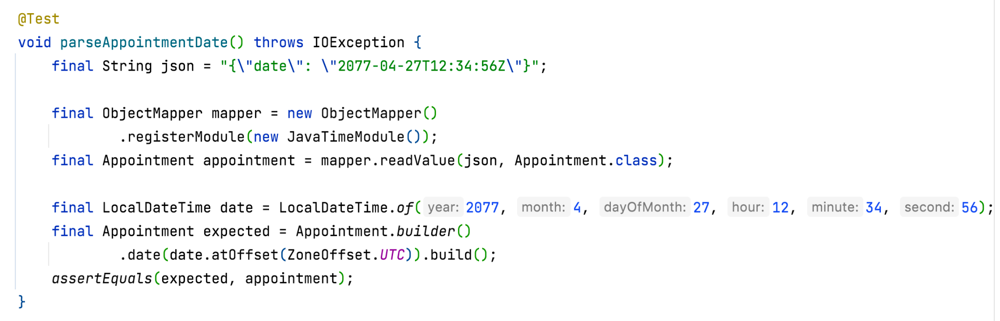 @Test
void parseAppointmentDate() throws IOException {
final String json = "{\"date\": \"2077-04-27T12:34:56Z\"}";
final ObjectMapper mapper = new ObjectMapper()
.registerModule(new JavaTimeModule());
final Appointment appointment = mapper.readValue(json, Appointment.class);
final LocalDateTime date = LocalDateTime.of( year: 2077, month: 4, dayOfMonth: 27, hour: 12, minute: 34, second: 56);
final Appointment expected = Appointment.builder()
.date(date.atOffset(ZoneOffset.UTC)).build();
assertEquals(expected, appointment);
}